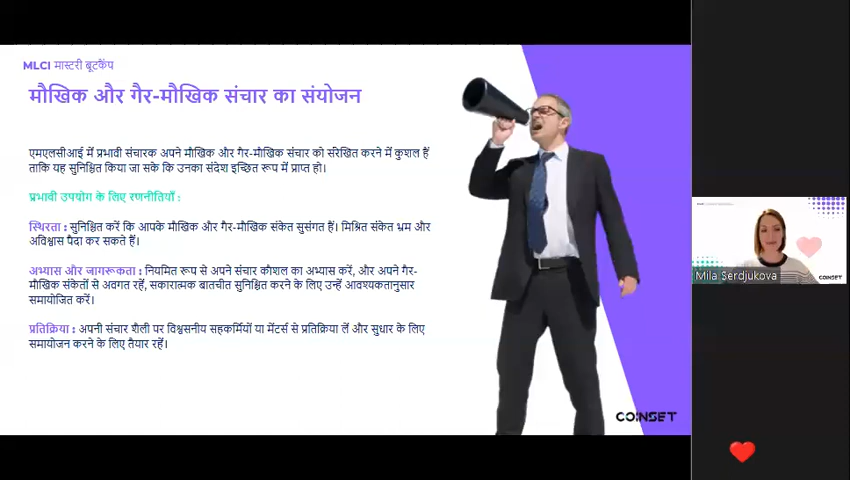 MLCI मास्टरी बूटकैंप
मौखिक और गैर-मौखिक संचार का संयोजन
एमएलसीआई में प्रभावी संचारक अपने मौखिक और गैर-मौखिक संचार को संरेखित करने में कुशल हैं
ताकि यह सुनिश्चित किया जा सके कि उनका संदेश इच्छित रूप में प्राप्त हो।
प्रभावी उपयोग के लिए रणनीतियाँ :
स्थिरता : सुनिश्चित करें कि आपके मौखिक और गैर-मौखिक संकेत सुसंगत हैं। मिश्रित संकेत भ्रम और
अविश्वास पैदा कर सकते हैं।
अभ्यास और जागरूकता : नियमित रूप से अपने संचार कौशल का अभ्यास करें, और अपने गैर-
मौखिक संकेतों से अवगत रहें, सकारात्मक बातचीत सुनिश्चित करने के लिए उन्हें आवश्यकतानुसार
समायोजित करें।
प्रतिक्रिया : अपनी संचार शैली पर विश्वसनीय सहकर्मियों या मेंटर्स से प्रतिक्रिया लें और सुधार के लिए
समायोजन करने के लिए तैयार रहें।
COINSET
Mila Serdjukova
COINSET